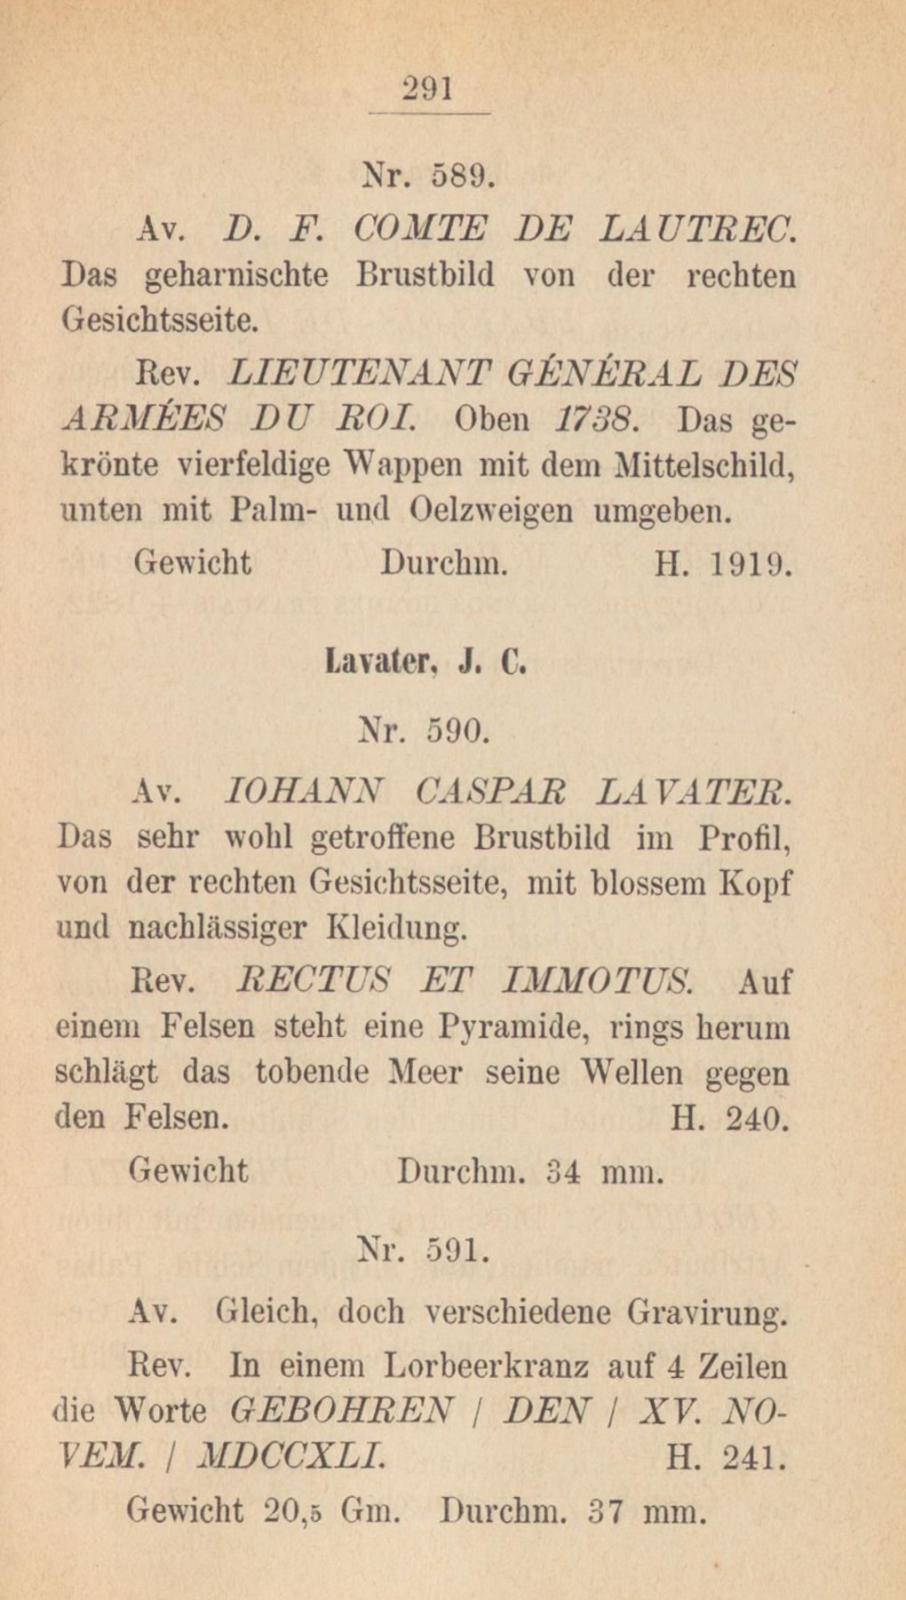 291
Nr. 589.
Av. D. F. COMTE DE LAUTREC.
Das geharnischte Brustbild von der rechten
Gesichtsseite.
Rev. LIEUTENANT GÉNÉRAL DES
ARMÉES DU ROI. Oben 1738. Das ge-
krönte vierfeldige Wappen mit dem Mittelschild,
unten mit Palm- und Oelzweigen umgeben.
Gewicht Durchm. H. 1919.
Lavater, J. C.
Nr. 590.
Av. IOHANN CASPAR LAVATER.
Das sehr wohl getroffene Brustbild im Profil,
von der rechten Gesichtsseite, mit blossem Kopf
und nachlässiger Kleidung.
Rev. RECTUS ET IMMOTUS. Auf
einem Felsen steht eine Pyramide, rings herum
schlägt das tobende Meer seine Wellen gegen
den Felsen. H. 240.
Gewicht Durchm. 34 mm.
Nr. 591.
Av. Gleich, doch verschiedene Gravirung.
Rev. In einem Lorbeerkranz auf 4 Zeilen
die Worte GEBOHREN / DEN / XV. NO-
VEM. / MDCCXLI. H. 241.
Gewicht 20,5 Gm. Durchm. 37 mm.